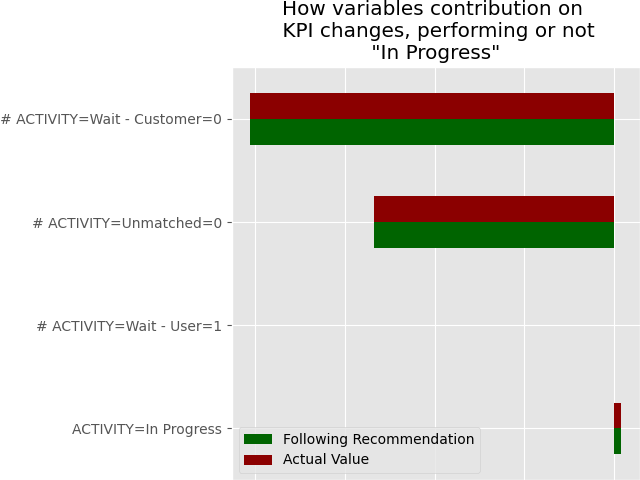 How variables contribution on
KPI changes, performing or not
"In Progress"
# ACTIVITY=Wait - Customer=0
# ACTIVITY=Unmatched=0
# ACTIVITY=Wait - User=1
ACTIVITY=In Progress
Following Recommendation
Actual Value